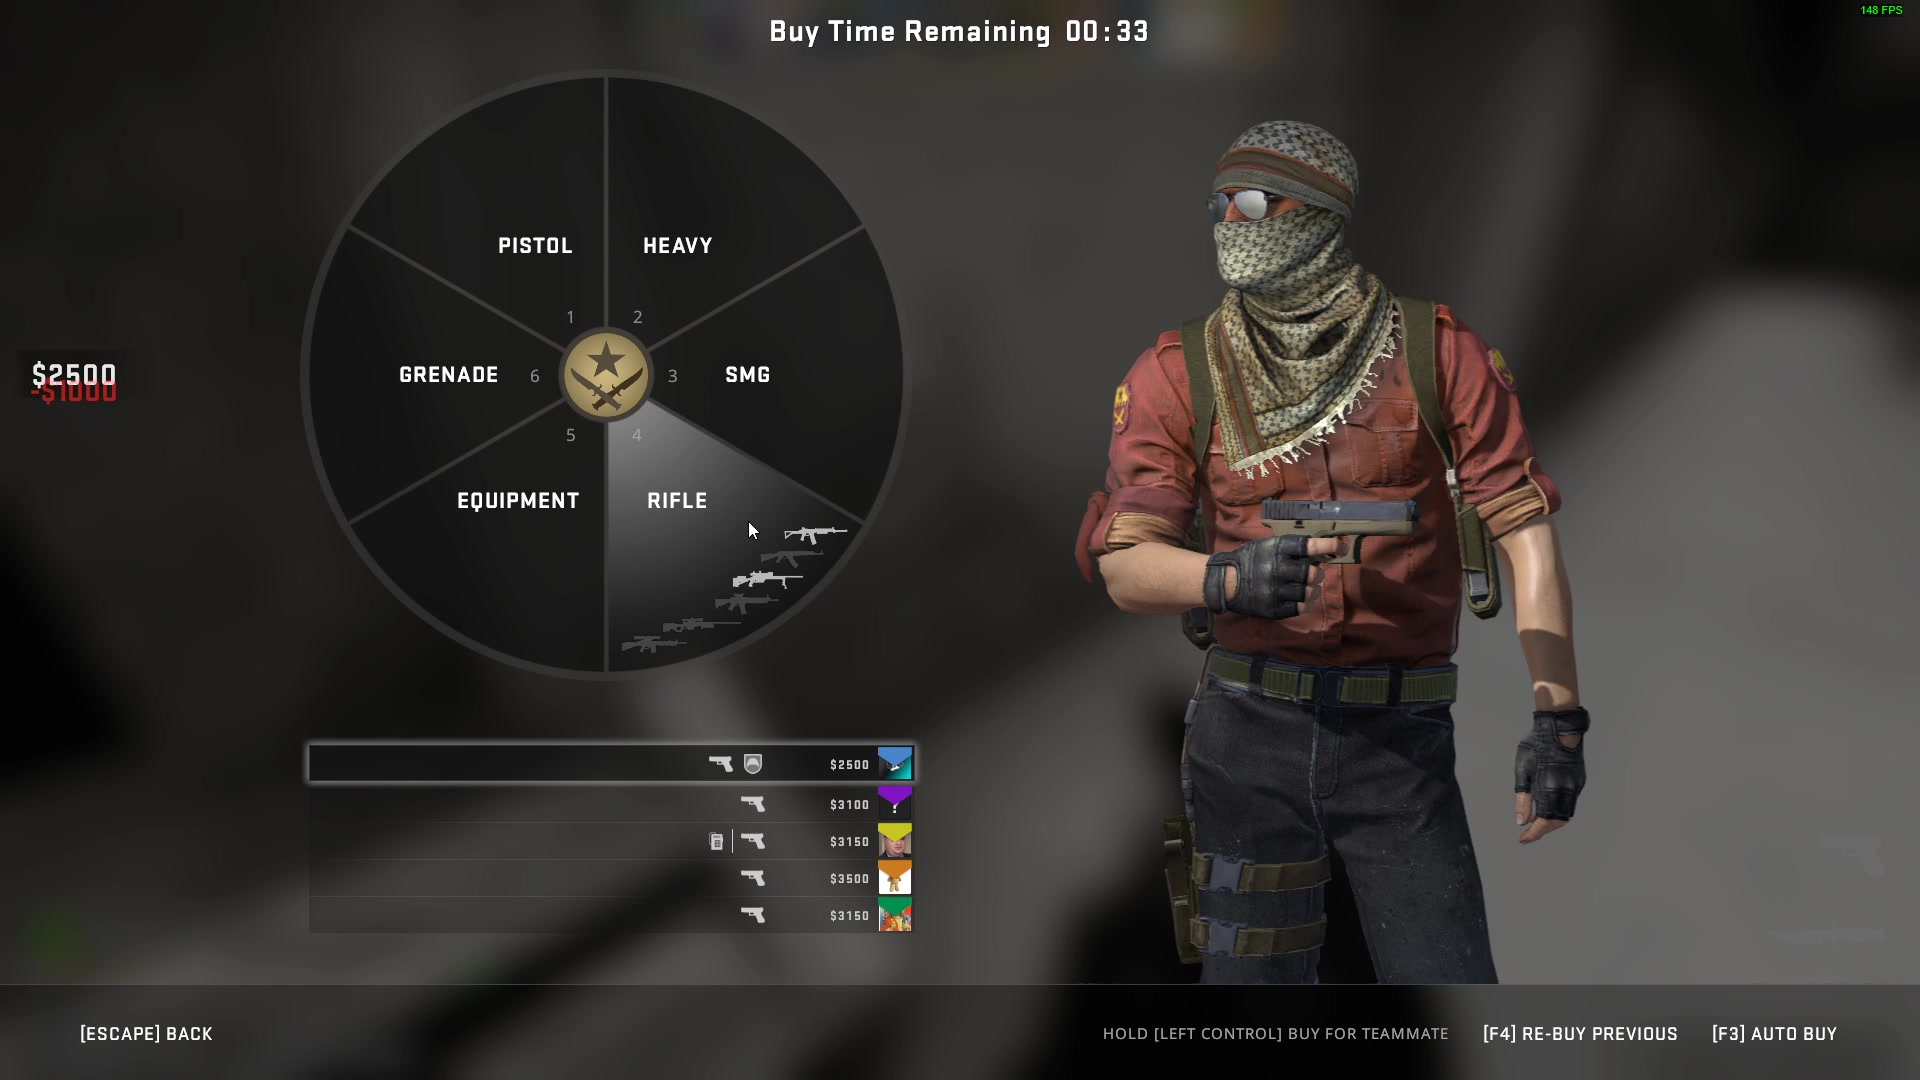 148 FPS
Buy Time Remaining 00:33
PISTOL
HEAVY
1
2
$2500
-$1000
GRENADE
6
3
SMG
5
4
EQUIPMENT
RIFLE
$2500
$3100
$3150
$3500
$3150
[ESCAPE] BACK
HOLD [LEFT CONTROL] BUY FOR TEAMMATE
[F4] RE-BUY PREVIOUS
[F3] AUTO BUY